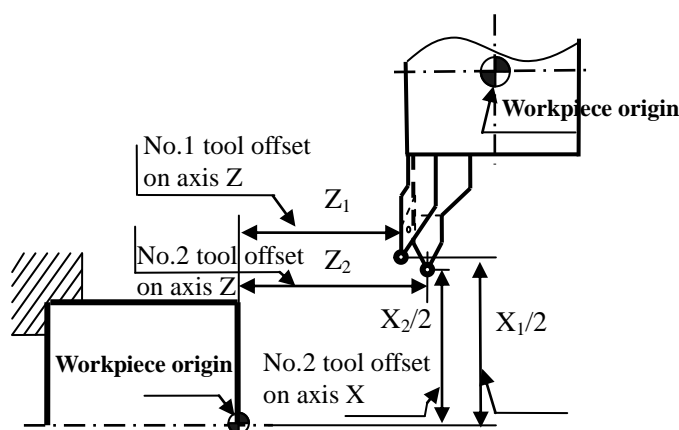 Workpiece origin
No.1 tool offset
on axis Z
Z1
No.2 tool offset
on axis Z
Z2
X2/2
X1/2
Workpiece origin
No.2 tool offset
on axis X